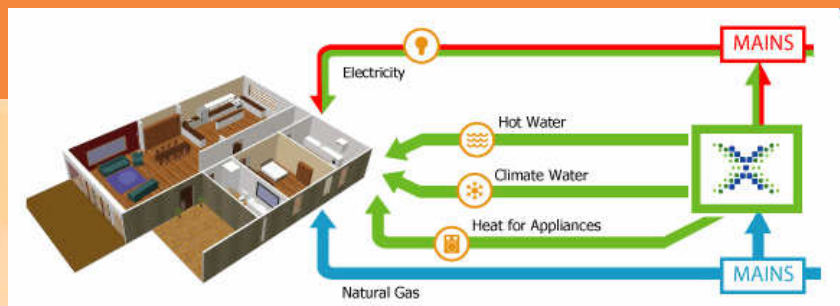 MAINS
Electricity
Hot Water
Climate Water
Heat for Appliances
MAINS
Natural Gas